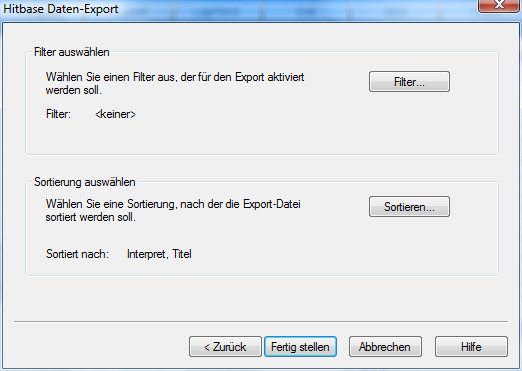 Hitbase Daten-Export
Filter auswählen
Wählen Sie einen Filter aus, der für den Export aktiviert
werden soll.
Filter...
Filter: <keiner>
Sortierung auswählen
Wählen Sie eine Sortierung, nach der die Export-Datei
sortiert werden soll.
Sortieren...
Sortiert nach: Interpret, Titel
< Zurück
Fertig stellen
Abbrechen
Hilfe